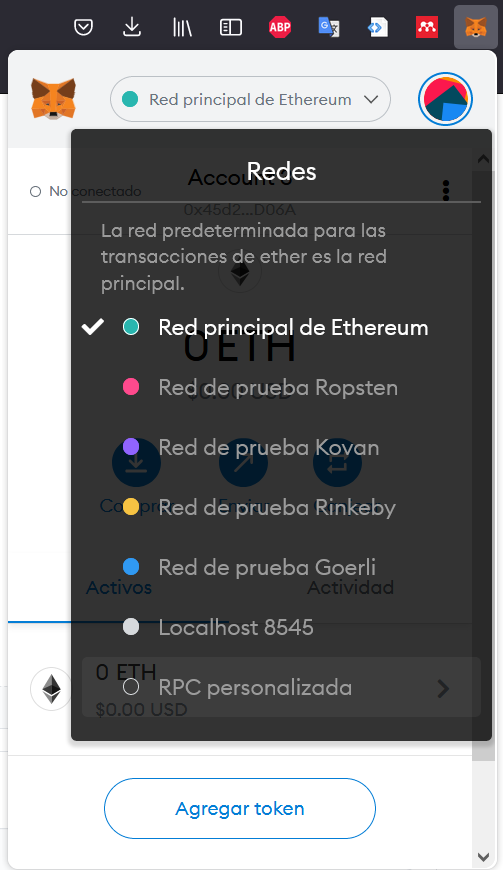 ABP
G
Red principal de Ethereum
Redes
No conectado
Account
0x45d2...D06A
La red predeterminada para las
transacciones de ether es la red
principal.
Red principal de Ethereum
0 ETH
Red de prueba Ropsten
Red de prueba Kovan
Red de prueba Rinkeby
Red de prueba Goerli
Activos
Actividad
Localhost 8545
0 ETH
RPC personalizada
$0.00 USD
Agregar token